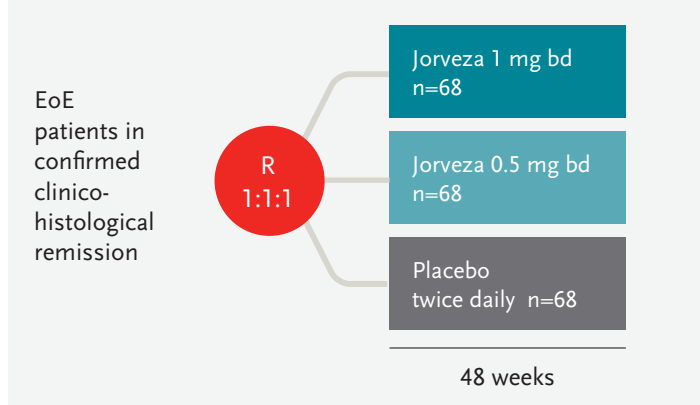 EoE
patients in
confirmed
clinico-
histological
remission
R
1:1:1
Jorveza 1 mg bd
n=68
Jorveza 0.5 mg bd
n=68
Placebo
twice daily  n=68
48 weeks